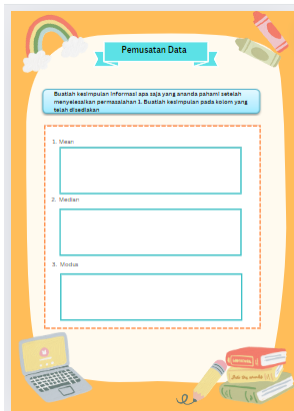 Pemusatan Data
Buatlah kesimpulan informasi apa saja yang ananda pahami setelah
menyelesaikan permasalahan 1. Buatlah kesimpulan pada kolom yang
telah disediakan
1. Mean
2. Median
3. Modus